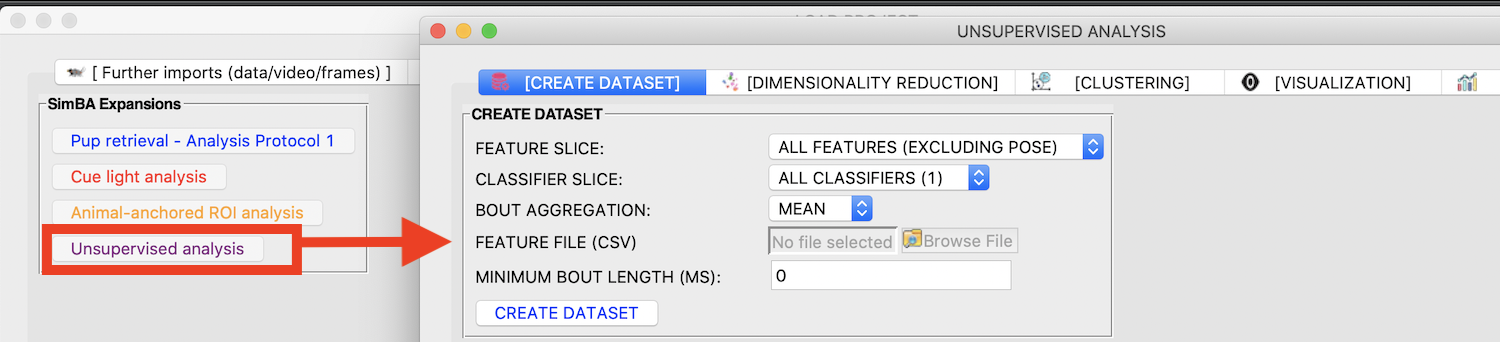 UNSUPERVISED ANALYSIS
[ Further imports (data/video/frames) ]
[CREATE DATASET]
[DIMENSIONALITY REDUCTION]
[CLUSTERING]
[VISUALIZATION]
SimBA Expansions
Pup retrieval - Analysis Protocol 1
Cue light analysis
Animal-anchored ROI analysis
Unsupervised analysis
CREATE DATASET
FEATURE SLICE: ALL FEATURES (EXCLUDING POSE)
CLASSIFIER SLICE: ALL CLASSIFIERS (1)
BOUT AGGREGATION: MEAN
FEATURE FILE (CSV) No file selected Browse File
MINIMUM BOUT LENGTH (MS): 0
CREATE DATASET